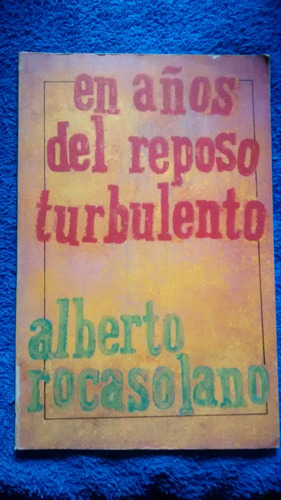 en años
del reposo
turbulento
alberto
rocasolano